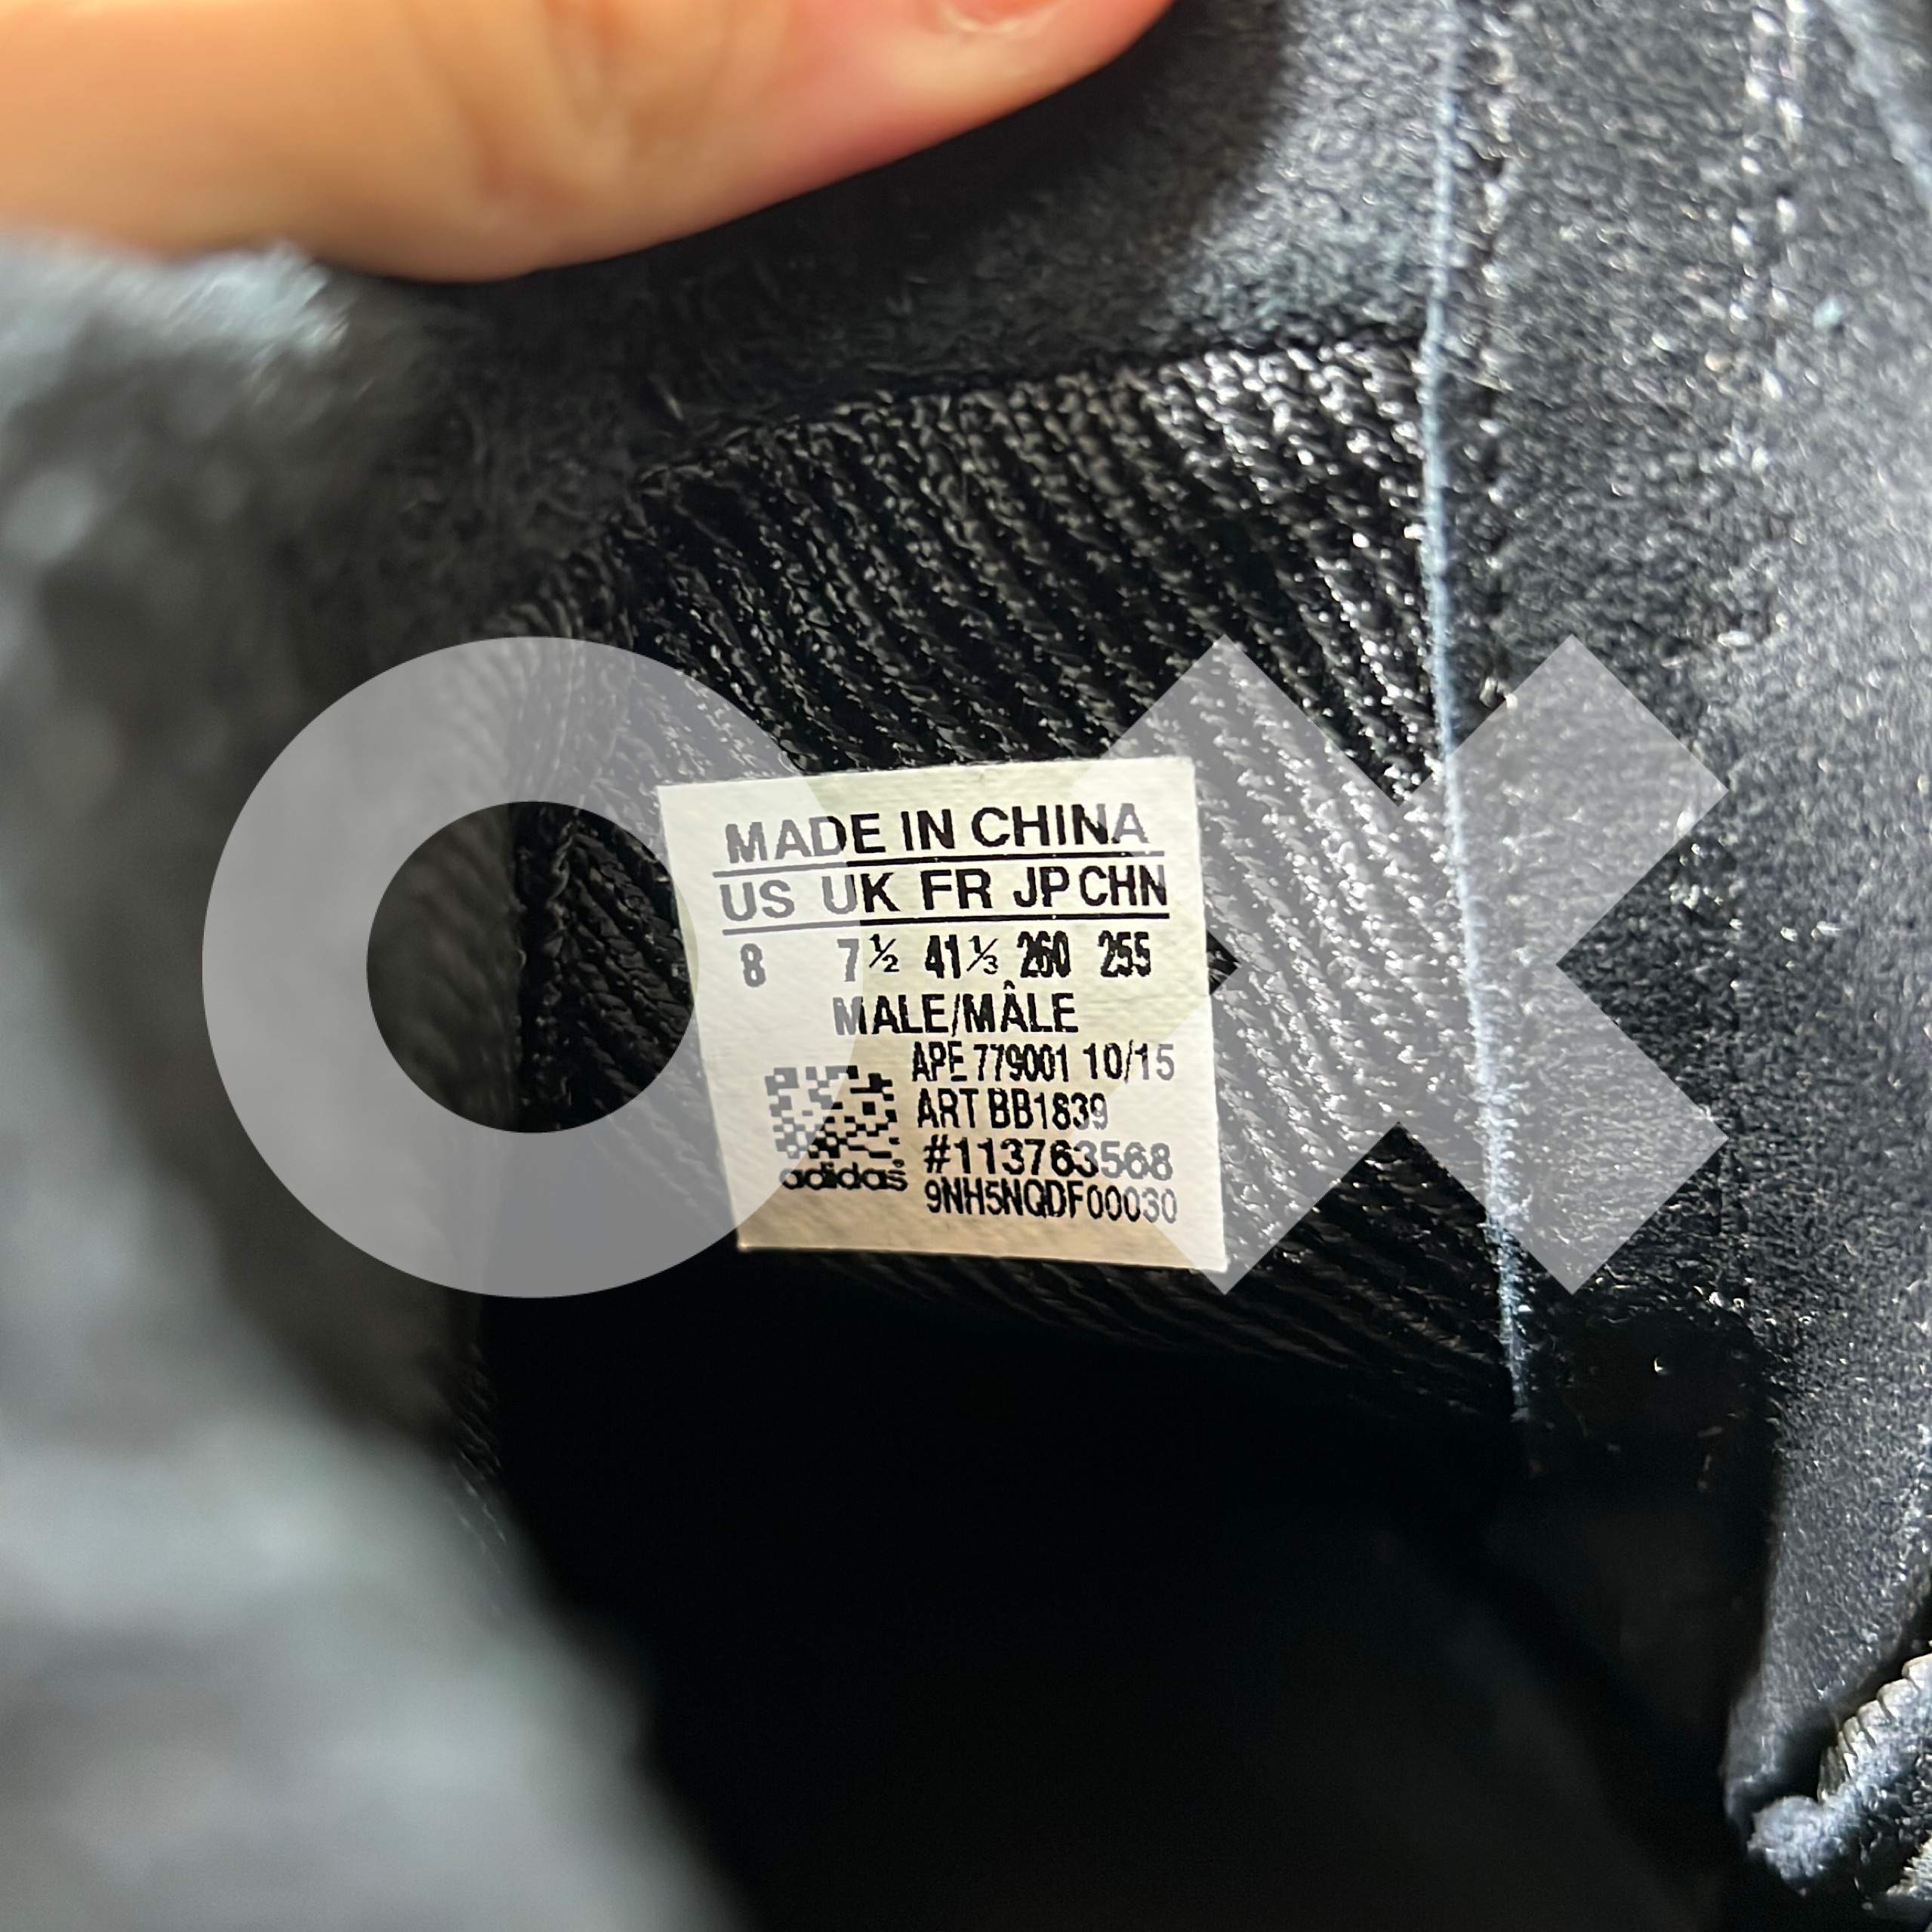 MADE IN CHINA
US UK FR JP CHN
8 7½ 41⅓ 260 255
MALE/MÂLE
APE 779001 10/15
ART BB1839
#113763568
adidas
9NH5NQDF00030
OX